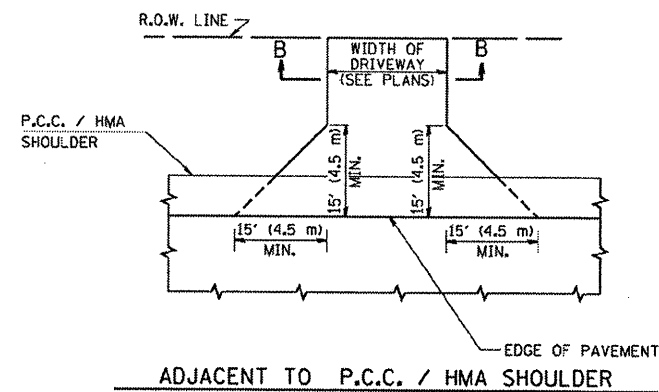 R.O.W. LINE
B
WIDTH OF
DRIVEWAY
(SEE PLANS)
B
P.C.C. / HMA
SHOULDER
15' (4.5 m)
MIN.
15' (4.5 m)
MIN.
15' (4.5 m)
MIN.
15' (4.5 m)
MIN.
EDGE OF PAVEMENT
ADJACENT TO P.C.C. / HMA SHOULDER